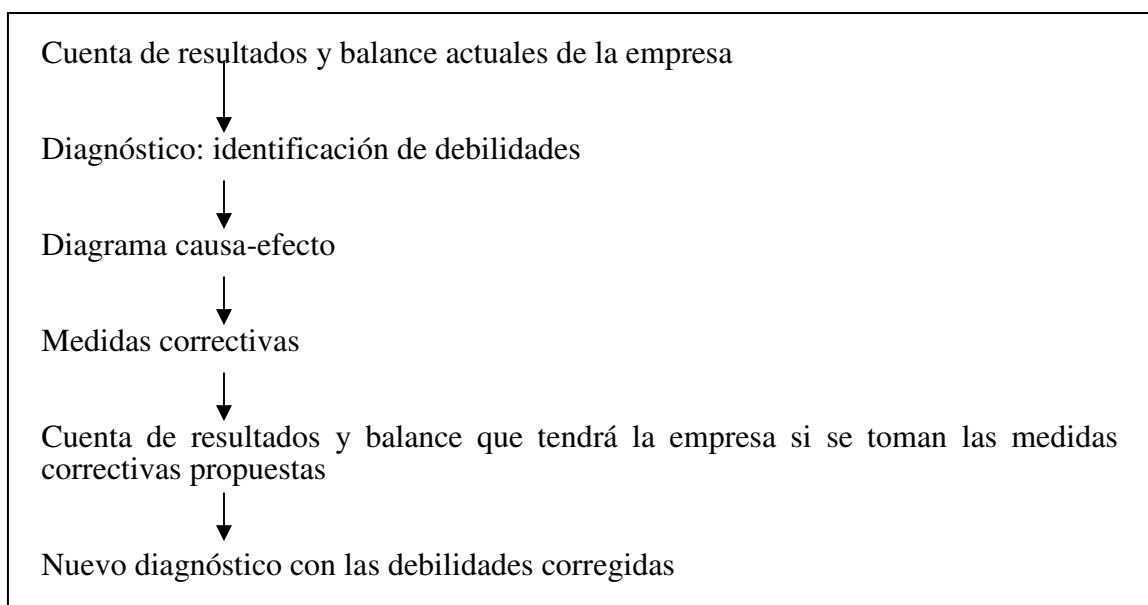 Cuenta de resultados y balance actuales de la empresa
Diagnóstico: identificación de debilidades
Diagrama causa-efecto
Medidas correctivas
Cuenta de resultados y balance que tendrá la empresa si se toman las medidas
correctivas propuestas
Nuevo diagnóstico con las debilidades corregidas